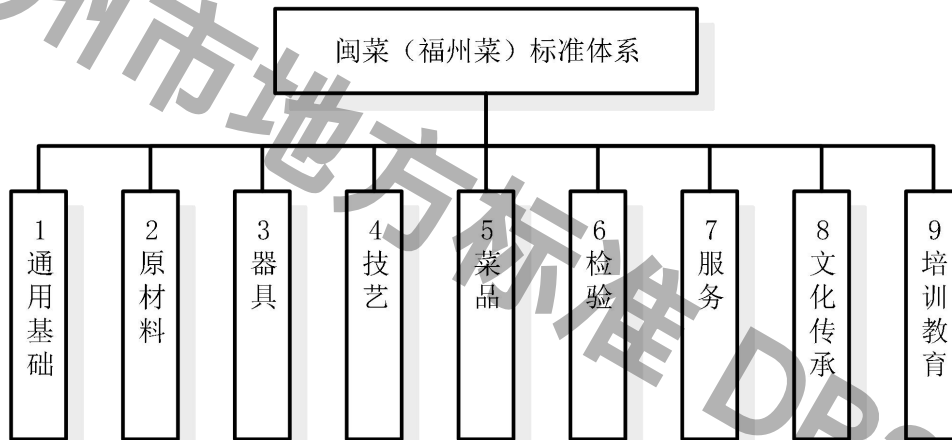 闽菜（福州菜）标准体系
1通用基础
2原材料
3器具
4技艺
5菜品
6检验
7服务
8文化传承
9培训教育
州市地方标准 DB